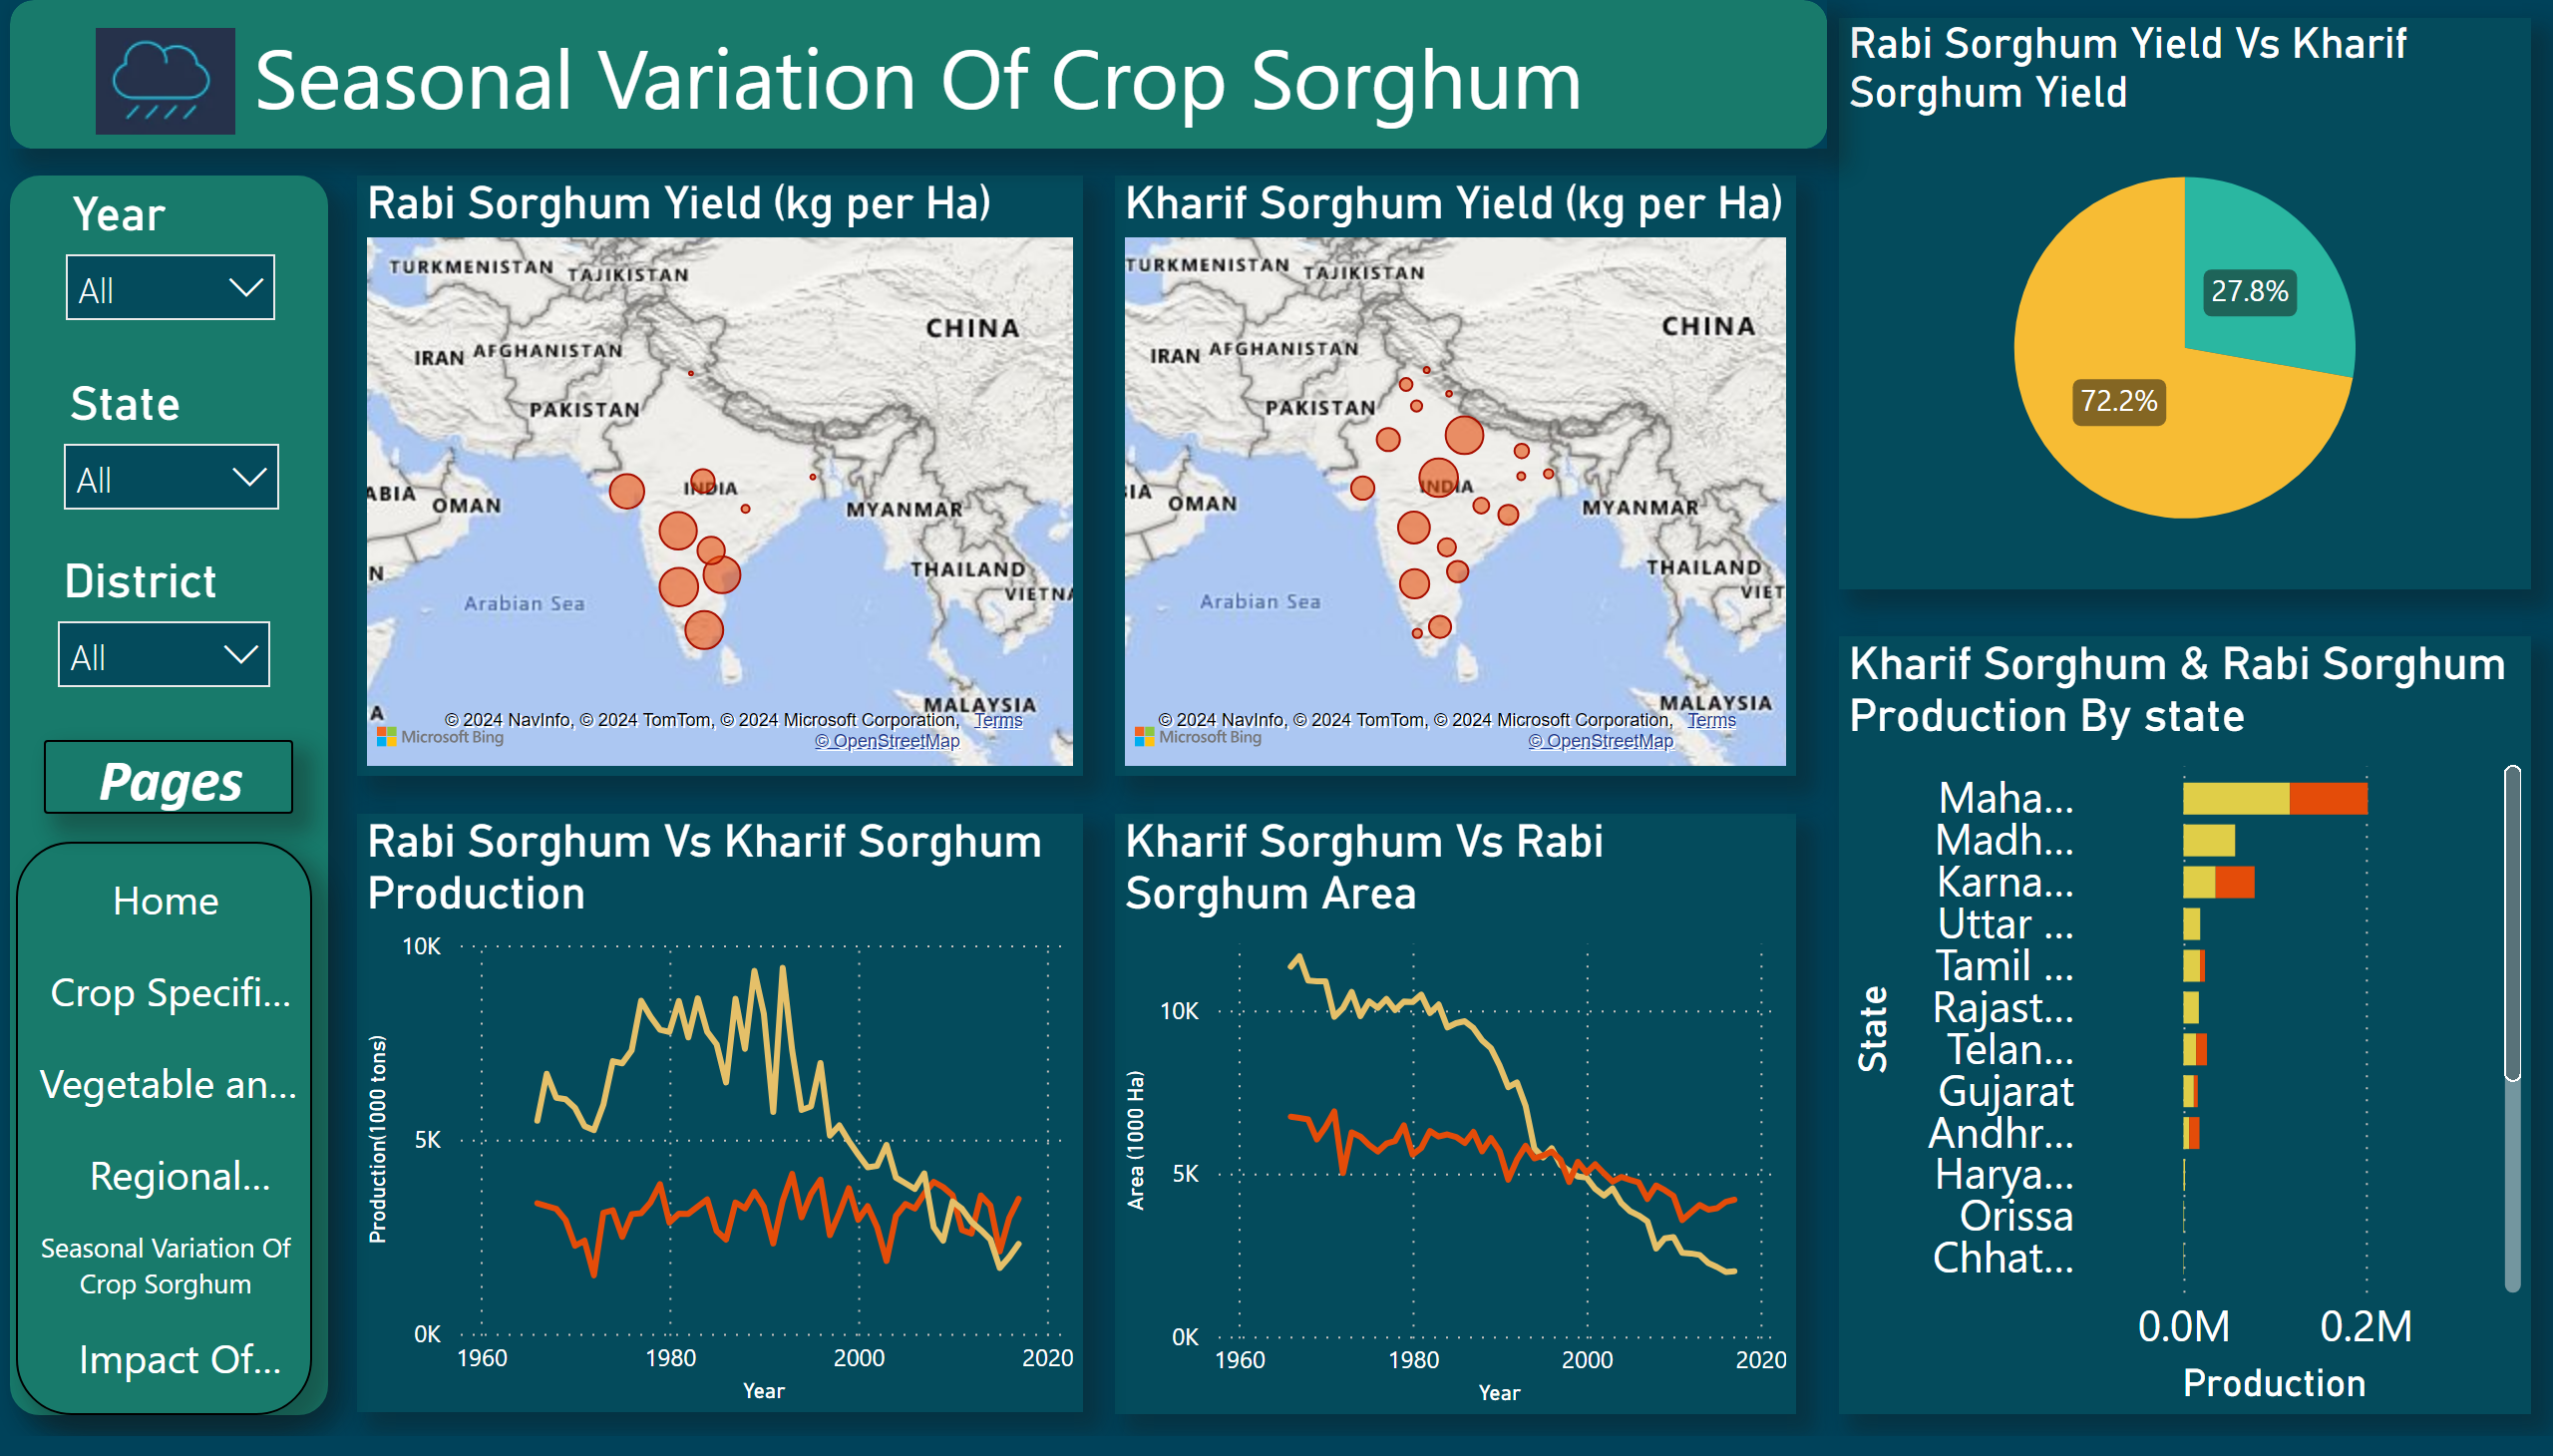 Seasonal Variation Of Crop Sorghum
Year
All
State
All
District
All
Pages
Home
Crop Specifi...
Vegetable an...
Regional...
Seasonal Variation Of
Crop Sorghum
Impact Of...
Rabi Sorghum Yield (kg per Ha)
TURKMENISTAN
TAJIKISTAN
CHINA
IRAN
AFGHANISTAN
PAKISTAN
INDIA
ABIA
OMAN
MYANMAR
N
THAILAND
VIETNA
Arabian Sea
MALAYSIA
A
© 2024 NavInfo, © 2024 TomTom, © 2024 Microsoft Corporation, Terms
Microsoft Bing
© OpenStreetMap
Kharif Sorghum Yield (kg per Ha)
TURKMENISTAN
TAJIKISTAN
CHINA
IRAN
AFGHANISTAN
PAKISTAN
INDIA
IA
OMAN
MYANMAR
THAILAND
VIET
Arabian Sea
MALAYSIA
© 2024 NavInfo, © 2024 TomTom, © 2024 Microsoft Corporation, Terms
Microsoft Bing
© OpenStreetMap
Rabi Sorghum Yield Vs Kharif
Sorghum Yield
27.8%
72.2%
Rabi Sorghum Vs Kharif Sorghum
Production
Production(1000 tons)
10K
5K
0K
1960
1980
2000
2020
Year
Kharif Sorghum Vs Rabi
Sorghum Area
Area (1000 Ha)
10K
5K
0K
1960
1980
2000
2020
Year
Kharif Sorghum & Rabi Sorghum
Production By state
State
Maha...
Madh...
Karna...
Uttar ...
Tamil ...
Rajast...
Telan...
Gujarat
Andhr...
Harya...
Orissa
Chhat...
0.0M
0.2M
Production